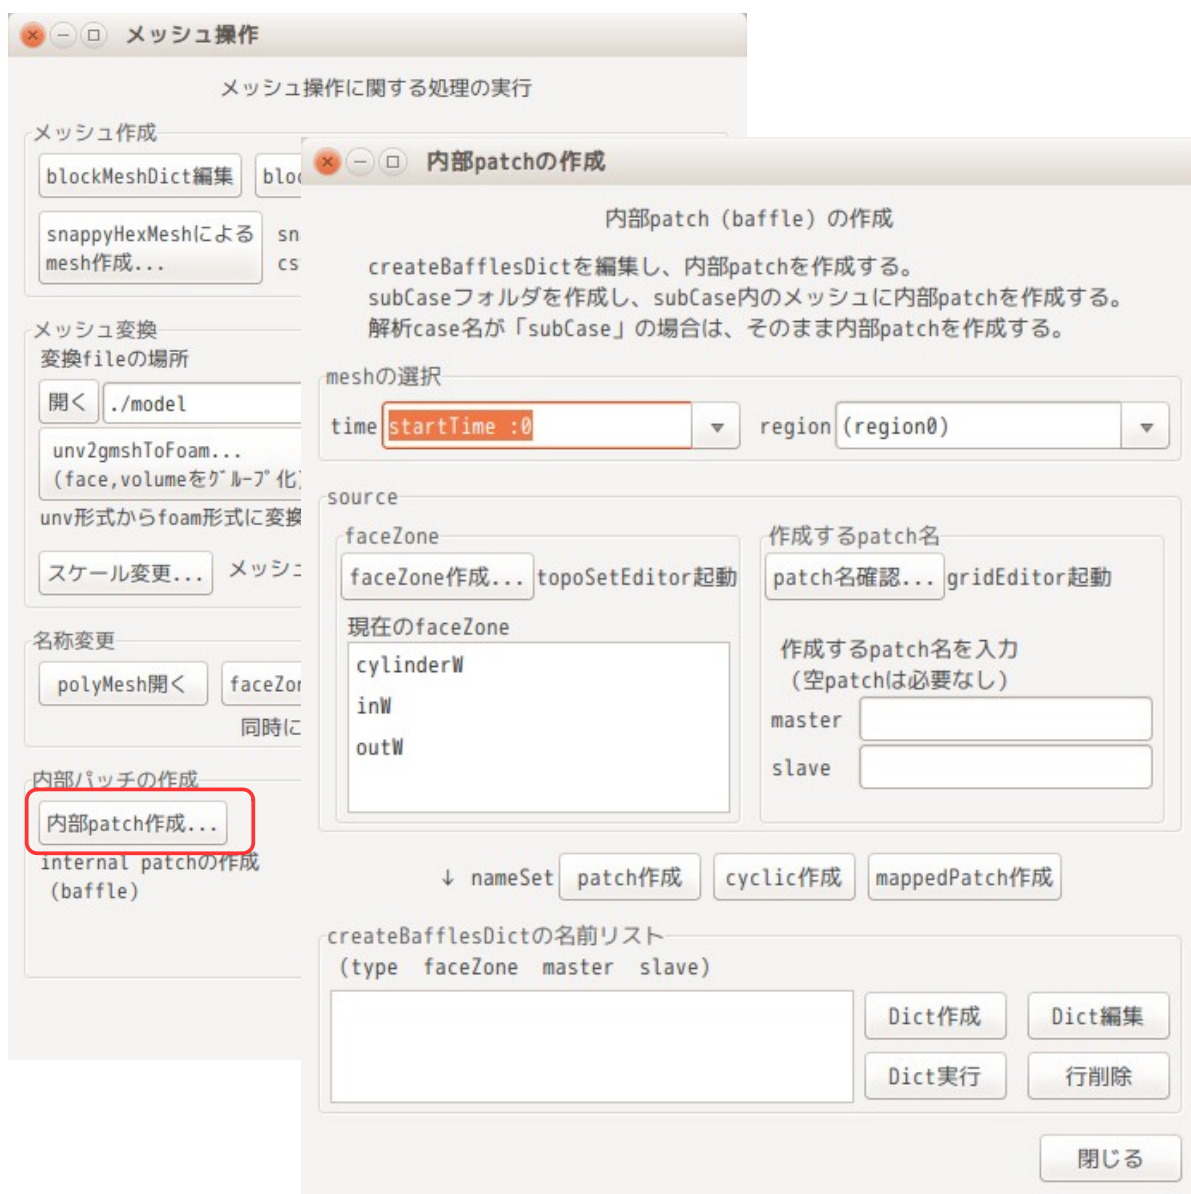 メッシュ操作
メッシュ操作に関する処理の実行
メッシュ作成
blockMeshDict編集
snappyHexMeshによる
mesh作成...
sn
cs
メッシュ変換
変換fileの場所
開く ./model
unv2gmshToFoam...
(face,volumeをグループ化)
unv形式からfoam形式に変換
スケール変更... メッシュ
名称変更
polyMesh開く faceZon
同時に
内部パッチの作成
内部patch作成...
internal patchの作成
(baffle)
内部patchの作成
内部patch (baffle) の作成
createBafflesDictを編集し、内部patchを作成する。
subCaseフォルダを作成し、subCase内のメッシュに内部patchを作成する。
解析case名が「subCase」の場合は、そのまま内部patchを作成する。
meshの選択
time startTime :0 region (region0)
source
faceZone
faceZone作成... topoSetEditor起動
現在のfaceZone
cylinderW
inW
outW
作成するpatch名
patch名確認... gridEditor起動
作成するpatch名を入力
(空patchは必要なし)
master
slave
↓ nameSet patch作成 cyclic作成 mappedPatch作成
createBafflesDictの名前リスト
(type faceZone master slave)
Dict作成 Dict編集
Dict実行 行削除
閉じる